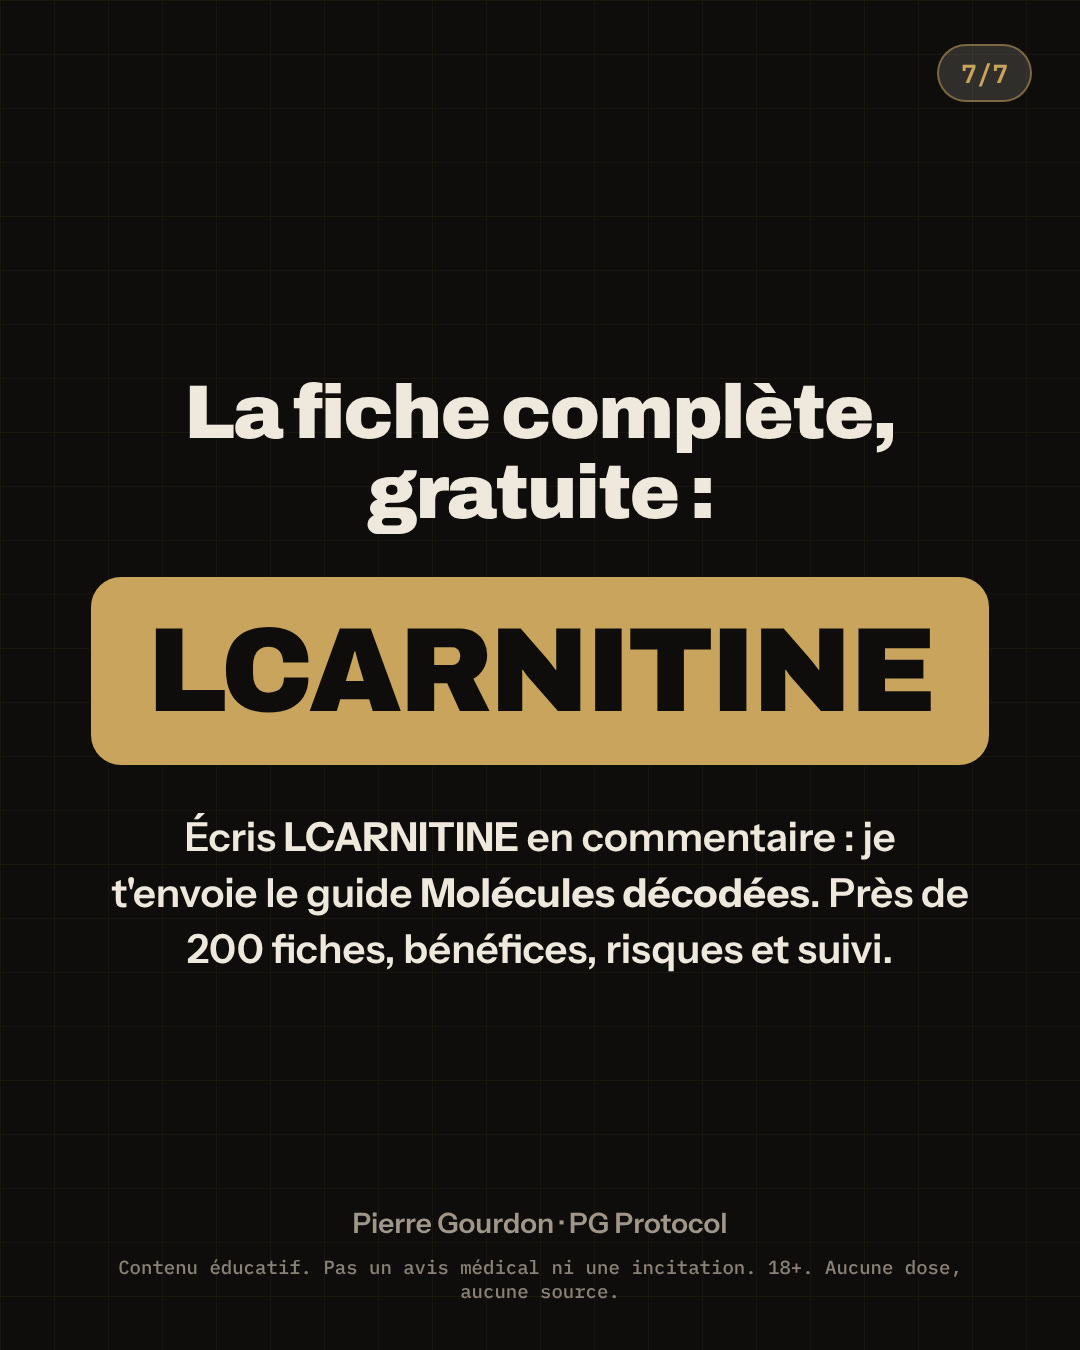 7/7
La fiche complète,
gratuite :
LCARNITINE
Écris LCARNITINE en commentaire : je
t'envoie le guide Molécules décodées. Près de
200 fiches, bénéfices, risques et suivi.
Pierre Gourdon · PG Protocol
Contenu éducatif. Pas un avis médical ni une incitation. 18+. Aucune dose,
aucune source.